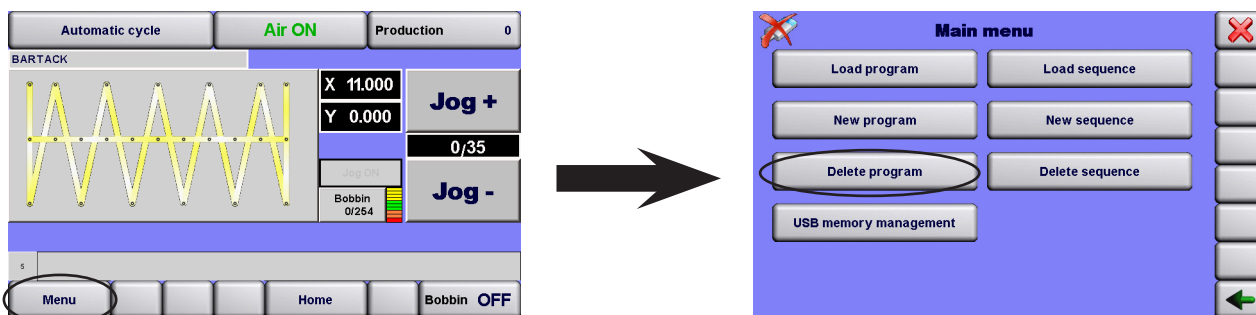 Automatic cycle
Air ON
Production 0
BARTACK
X 11.000
Y 0.000
Jog +
0/35
Jog ON
Bobbin
0/254
Jog -
s
Menu
Home
Bobbin OFF
Main menu
Load program
Load sequence
New program
New sequence
Delete program
Delete sequence
USB memory management